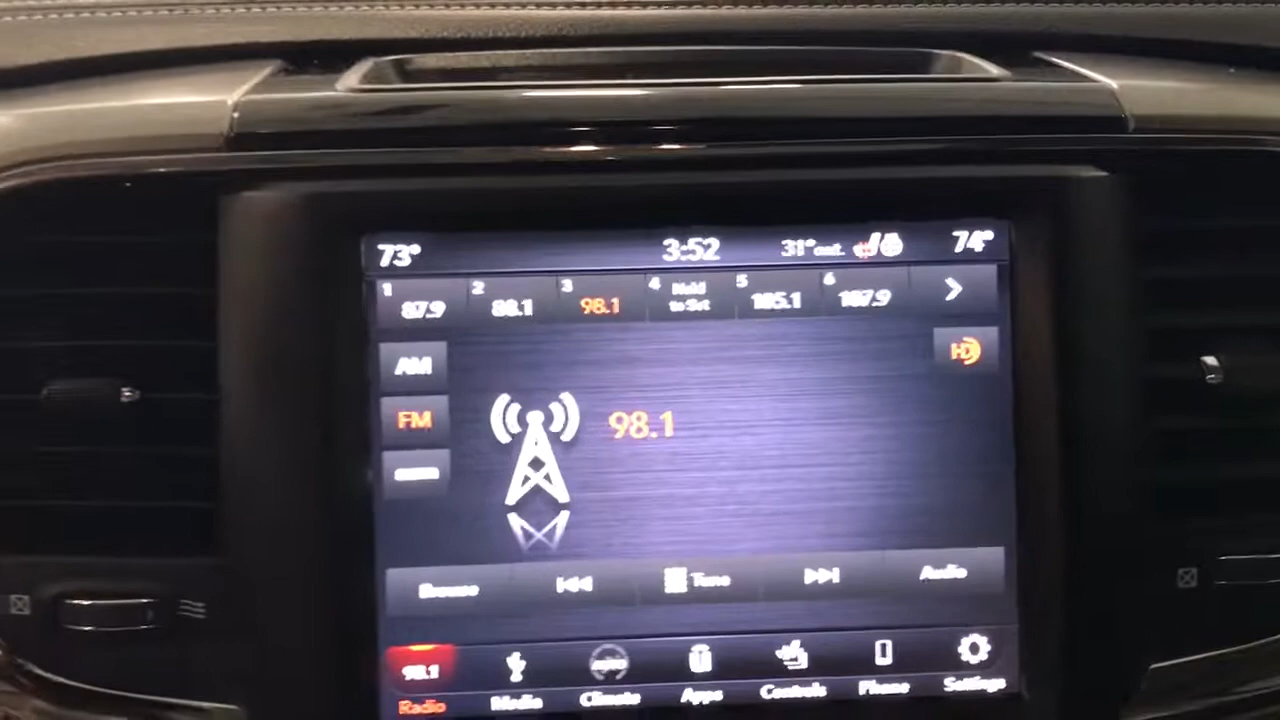 73° 3:52 31° out. 74°
1 87.9 2 88.1 3 98.1 4 Hold to Set 5 105.1 6 107.9
AM
HD
FM
98.1
Browse Tune Audio
98.1
Radio Media Climate Apps Controls Phone Settings